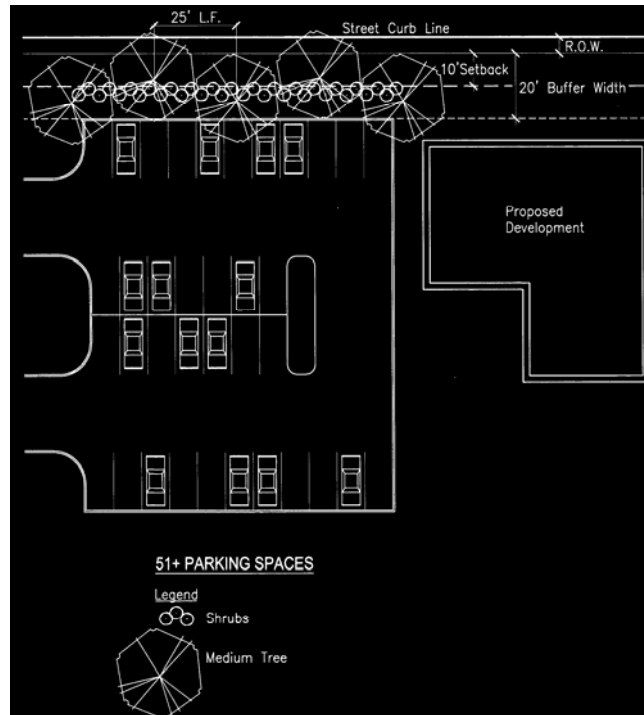 25' L.F.
Street Curb Line
R.O.W.
10'Setback
20' Buffer Width
Proposed
Development
51+ PARKING SPACES
Legend
Shrubs
Medium Tree